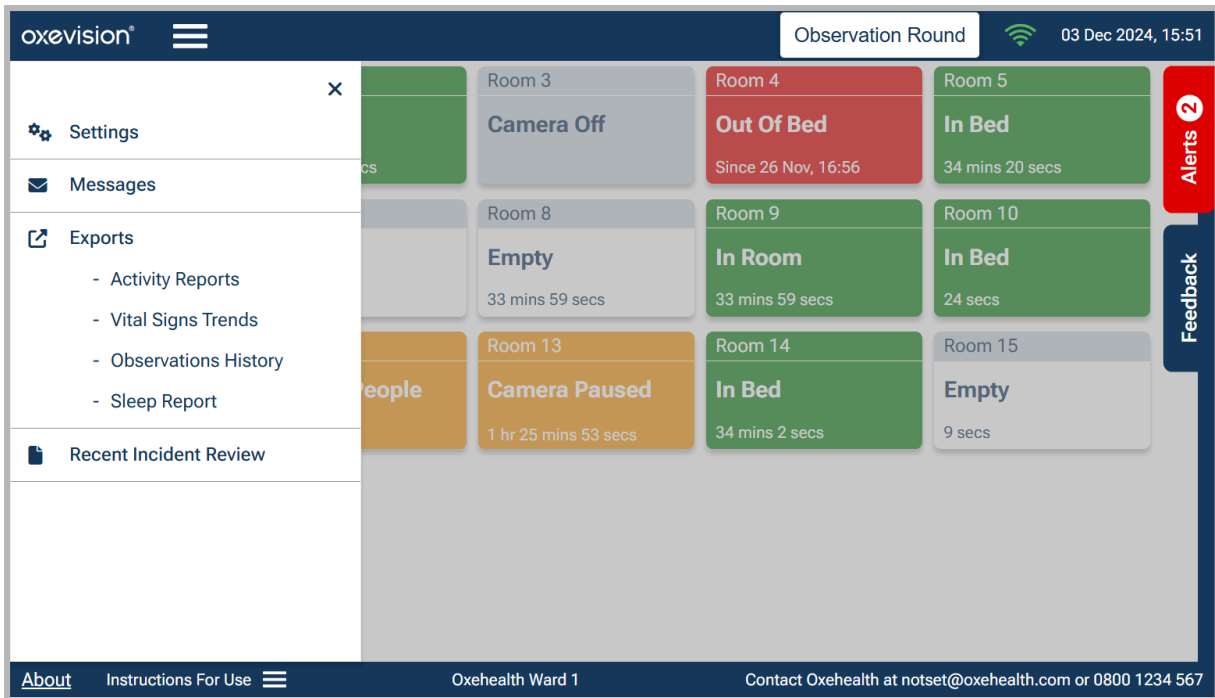 oxevision®
Observation Round
03 Dec 2024, 15:51
Settings
Messages
Exports
- Activity Reports
- Vital Signs Trends
- Observations History
- Sleep Report
Recent Incident Review
cs
Room 3
Camera Off
Room 4
Out Of Bed
Since 26 Nov, 16:56
Room 5
In Bed
34 mins 20 secs
Room 8
Empty
33 mins 59 secs
Room 9
In Room
33 mins 59 secs
Room 10
In Bed
24 secs
People
Room 13
Camera Paused
1 hr 25 mins 53 secs
Room 14
In Bed
34 mins 2 secs
Room 15
Empty
9 secs
Alerts 2
Feedback
About
Instructions For Use
Oxehealth Ward 1
Contact Oxehealth at notset@oxehealth.com or 0800 1234 567